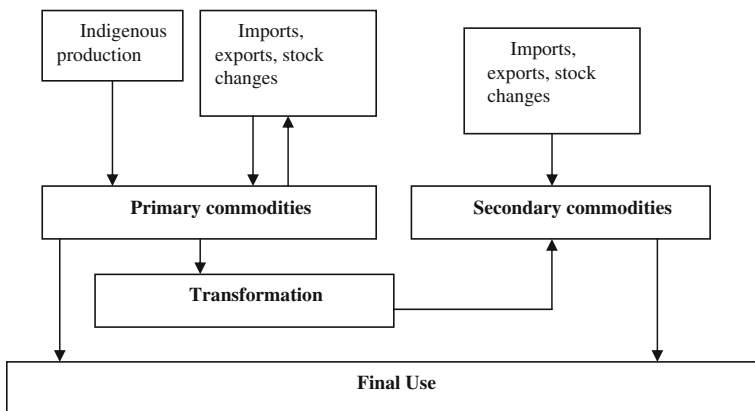 Indigenous
production
Imports,
exports, stock
changes
Imports,
exports, stock
changes
Primary commodities
Secondary commodities
Transformation
Final Use